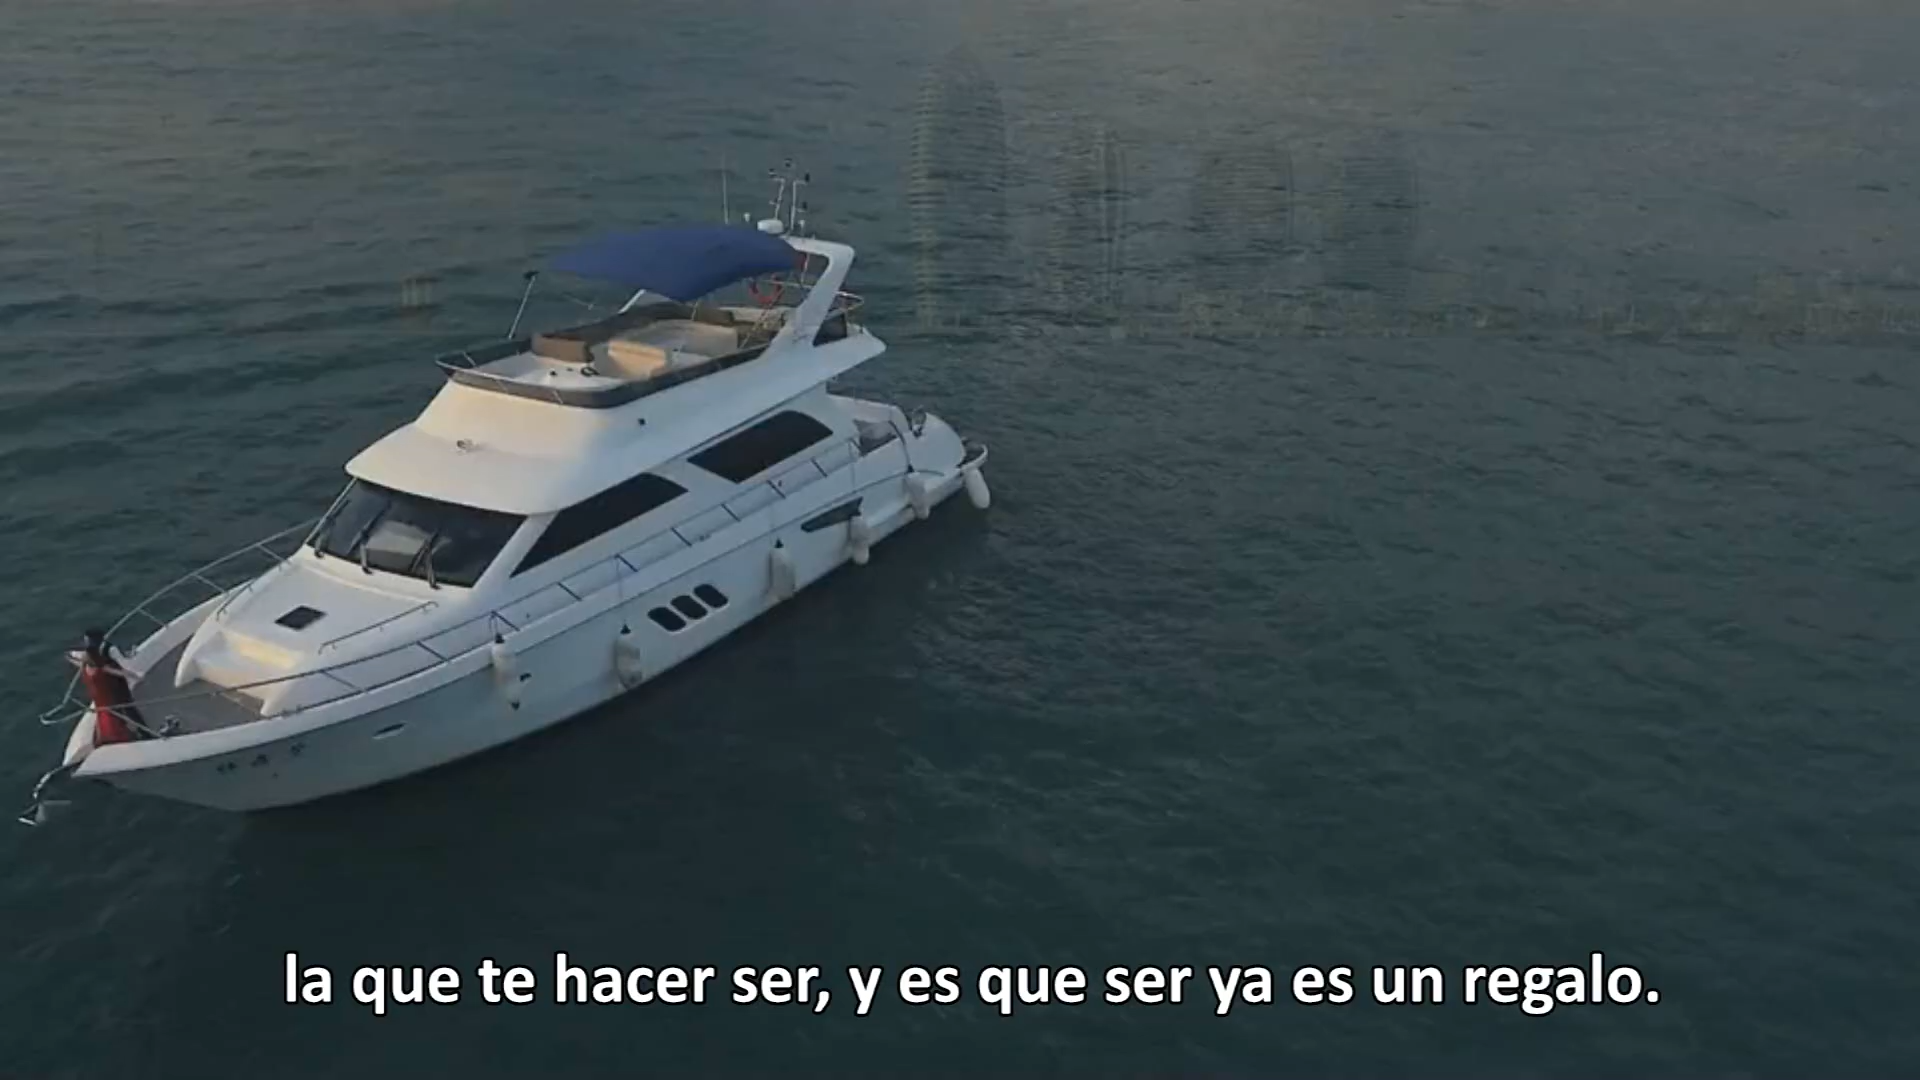 la que te hacer ser, y es que ser ya es un regalo.